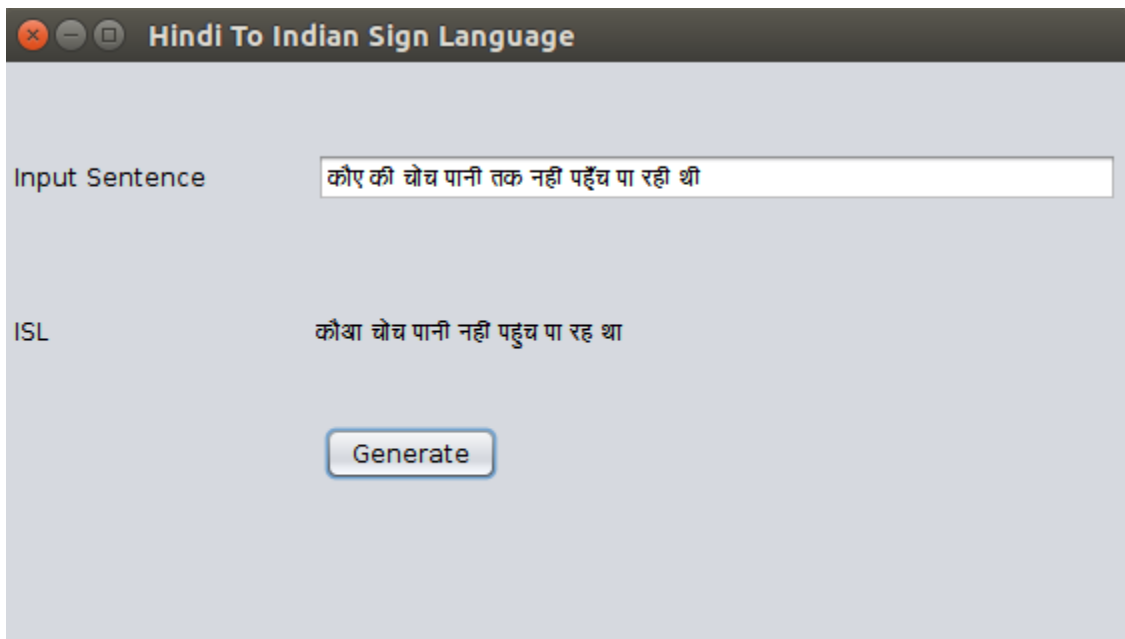 Hindi To Indian Sign Language
Input Sentence कौए की चोच पानी तक नहीं पहुँच पा रही थी
ISL कौआ चोच पानी नहीं पहुंच पा रह था
Generate